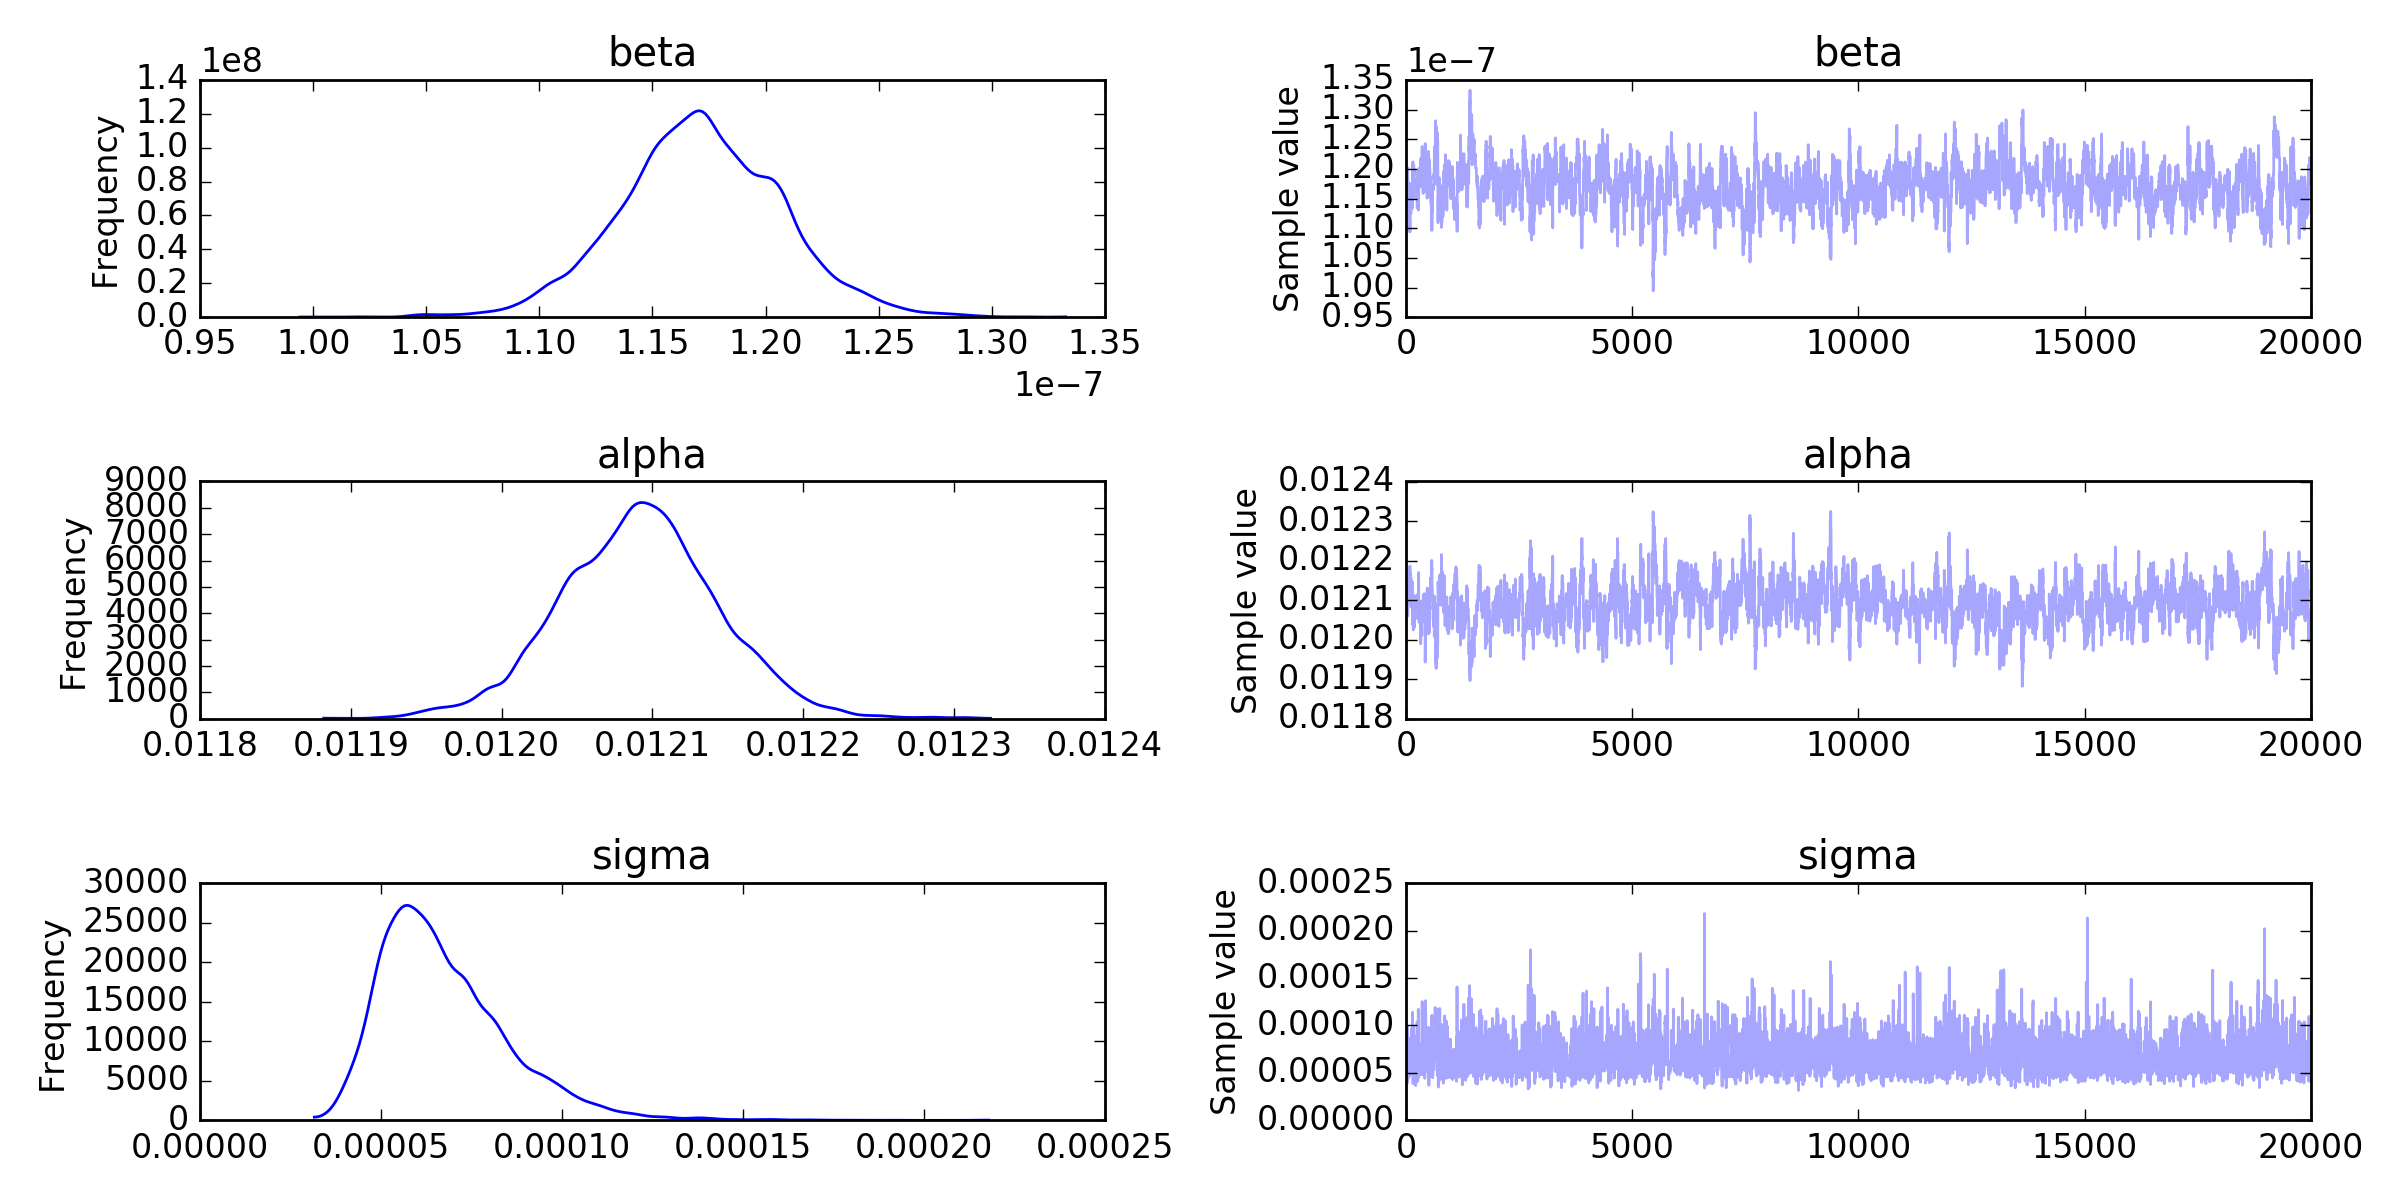 beta
1e8
Frequency
1.4
1.2
1.0
0.8
0.6
0.4
0.2
0.0
0.95 1.00 1.05 1.10 1.15 1.20 1.25 1.30 1.35
1e−7
beta
1e−7
Sample value
1.35
1.30
1.25
1.20
1.15
1.10
1.05
1.00
0.95
0 5000 10000 15000 20000
alpha
Frequency
9000
8000
7000
6000
5000
4000
3000
2000
1000
0
0.0118 0.0119 0.0120 0.0121 0.0122 0.0123 0.0124
alpha
Sample value
0.0124
0.0123
0.0122
0.0121
0.0120
0.0119
0.0118
0 5000 10000 15000 20000
sigma
Frequency
30000
25000
20000
15000
10000
5000
0
0.00000 0.00005 0.00010 0.00015 0.00020 0.00025
sigma
Sample value
0.00025
0.00020
0.00015
0.00010
0.00005
0.00000
0 5000 10000 15000 20000